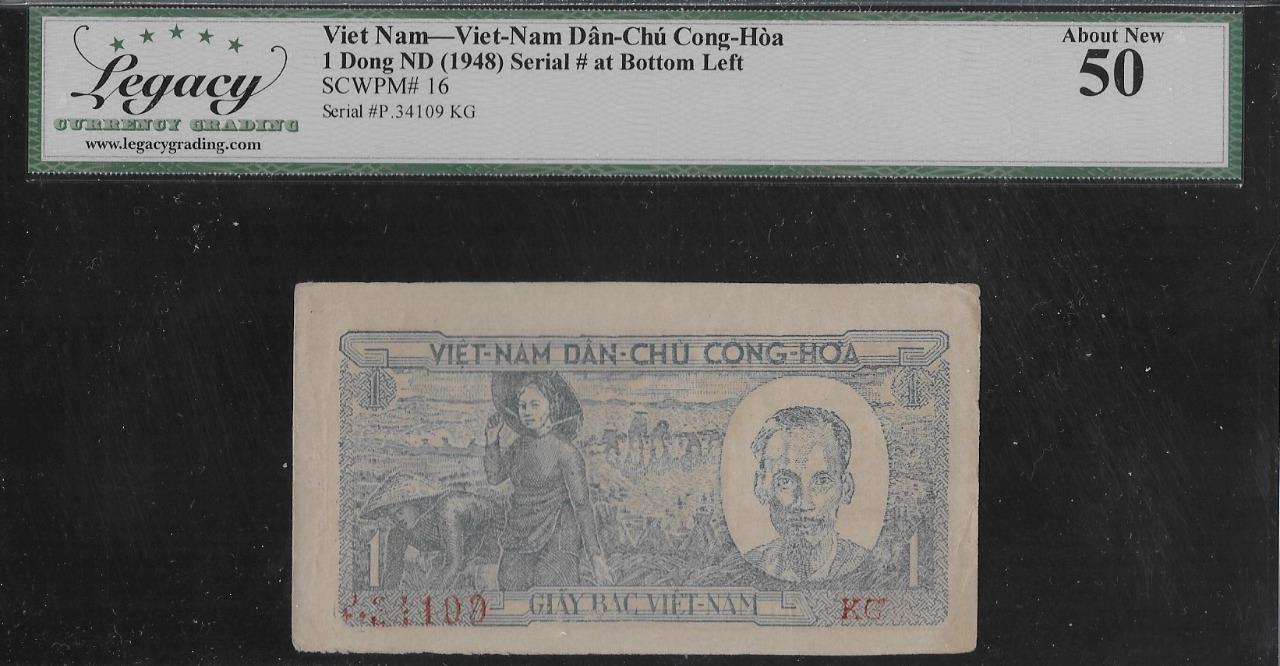 Legacy
CURRENCY GRADING
www.legacygrading.com
Viet Nam—Viet-Nam Dân-Chú Cong-Hòa
1 Dong ND (1948) Serial # at Bottom Left
SCWPM# 16
Serial #P.34109 KG
About New
50
VIỆT-NAM DÂN-CHỦ CỘNG-HÒA
1 1
1 1
GIẤY BẠC VIỆT-NAM
KG